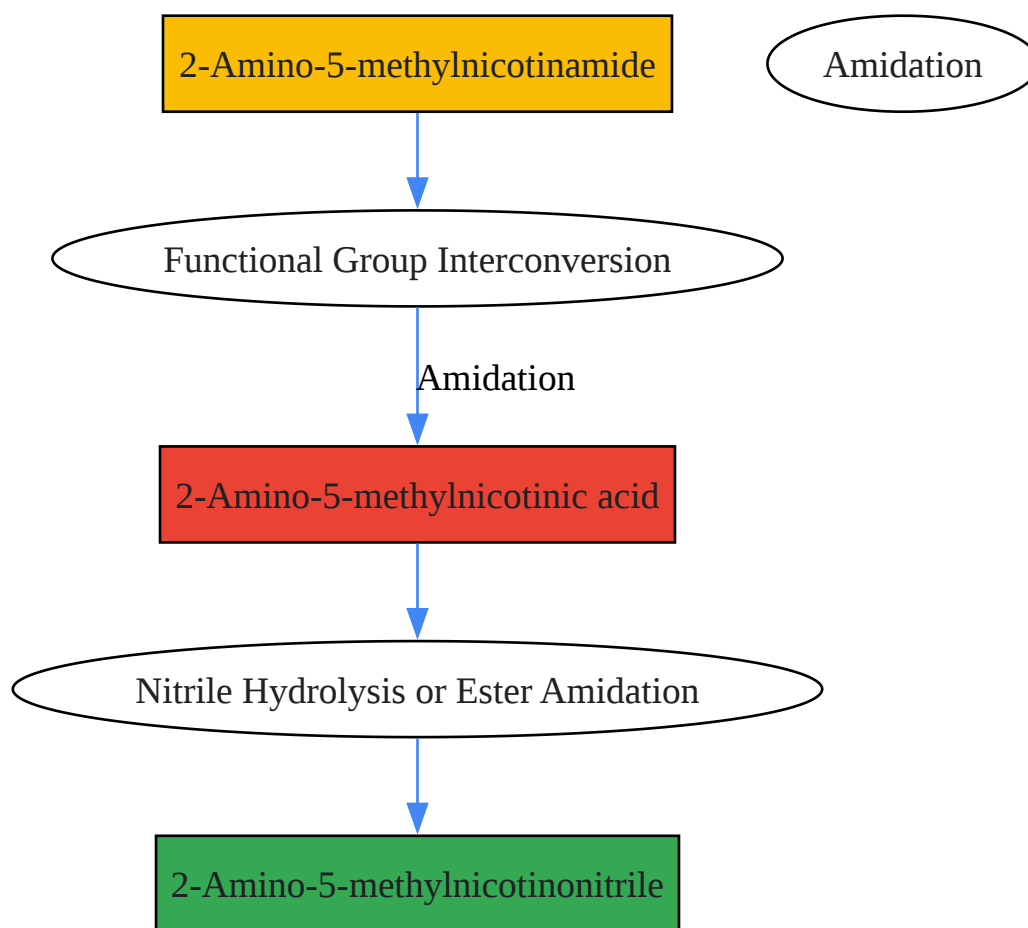 2-Amino-5-methylnicotinamide
Amidation
Functional Group Interconversion
Amidation
2-Amino-5-methylnicotinic acid
Nitrile Hydrolysis or Ester Amidation
2-Amino-5-methylnicotinonitrile